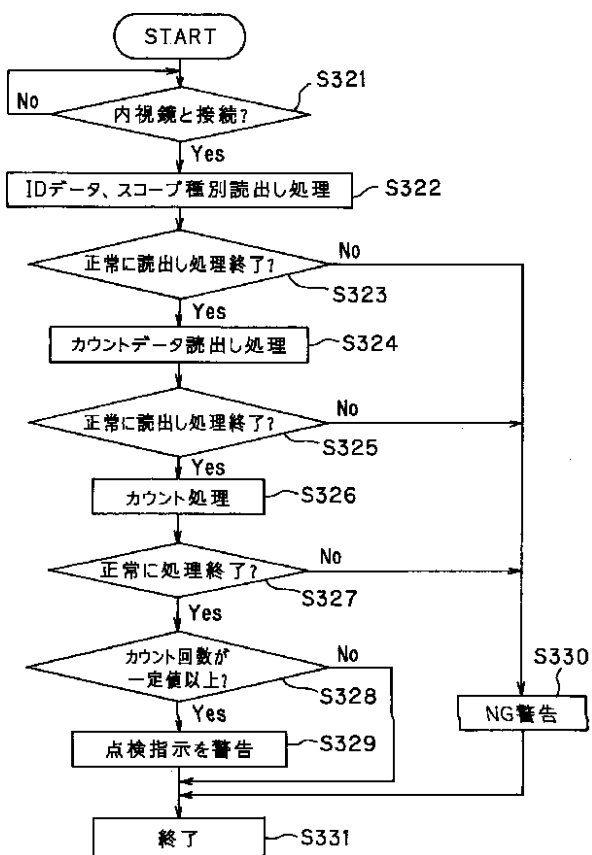 START
S321
No
内視鏡と接続?
Yes
IDデータ、スコープ種別読出し処理
S322
正常に読出し処理終了?
No
S323
Yes
カウントデータ読出し処理
S324
正常に読出し処理終了?
No
S325
Yes
カウント処理
S326
正常に処理終了?
No
S327
Yes
カウント回数が
一定値以上?
No
S328
S330
NG警告
Yes
点検指示を警告
S329
終了
S331